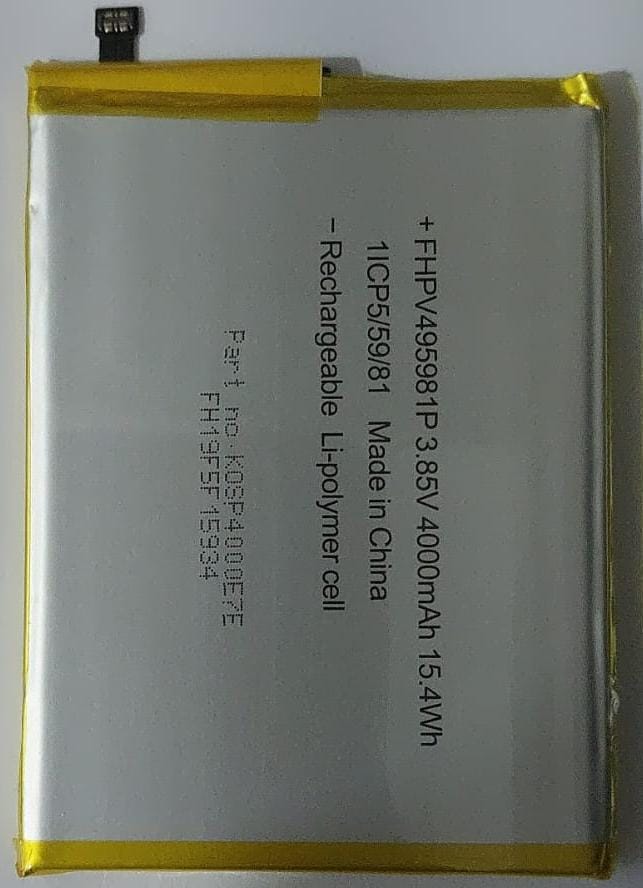 + FHPV495981P 3.85V 4000mAh 15.4Wh
1ICP5/59/81 Made in China
- Rechargeable Li-polymer cell
Part no.K03P4000E7E
FH19F5F15934